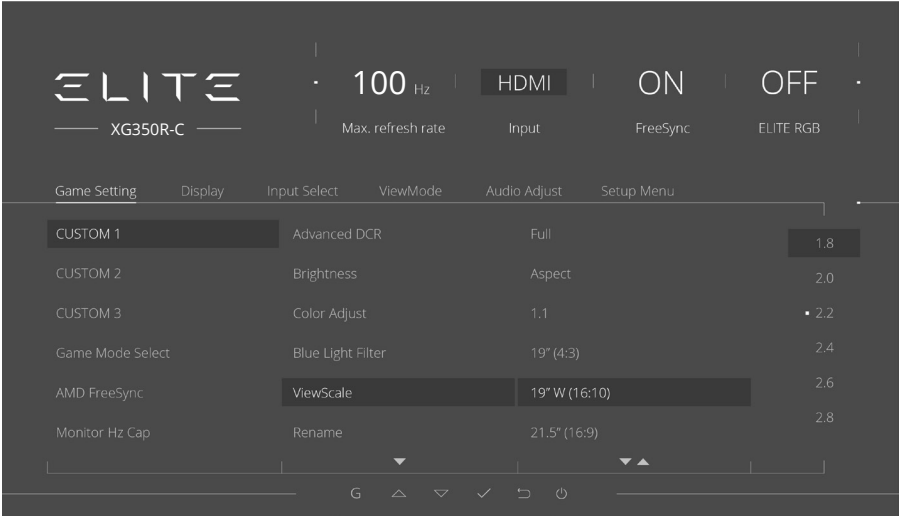 ELITE
XG350R-C
100 Hz
Max. refresh rate
HDMI
Input
ON
FreeSync
OFF
ELITE RGB
Game Setting Display Input Select ViewMode Audio Adjust Setup Menu
CUSTOM 1 Advanced DCR Full 1.8
CUSTOM 2 Brightness Aspect 2.0
CUSTOM 3 Color Adjust 1.1 2.2
Game Mode Select Blue Light Filter 19" (4:3) 2.4
AMD FreeSync ViewScale 19" W (16:10) 2.6
Monitor Hz Cap Rename 21.5" (16:9) 2.8
G